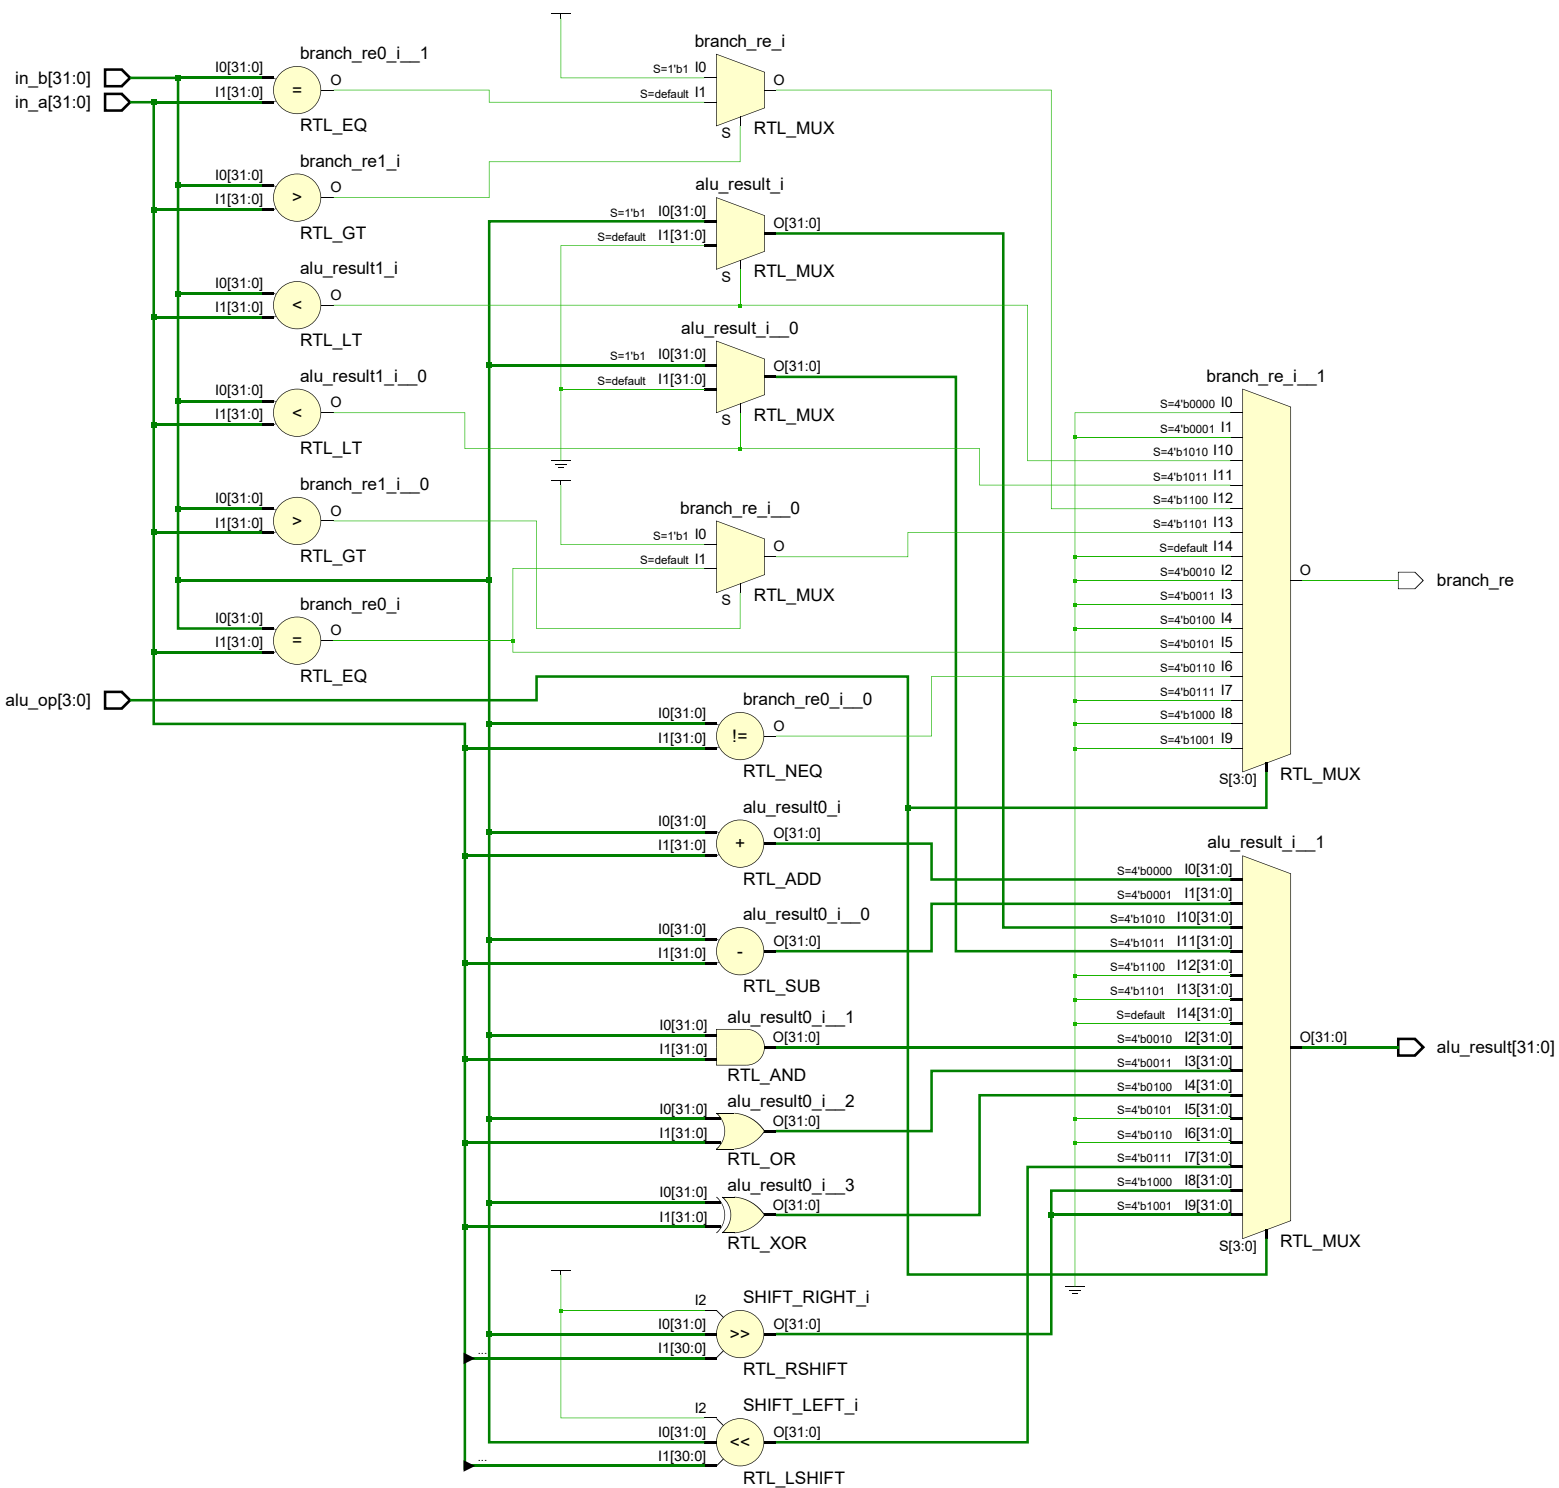 in_b[31:0]
in_a[31:0]
alu_op[3:0]
branch_re0_i__1
I0[31:0]
I1[31:0]
=
O
RTL_EQ
branch_re1_i
I0[31:0]
I1[31:0]
>
O
RTL_GT
alu_result1_i
I0[31:0]
I1[31:0]
<
O
RTL_LT
alu_result1_i__0
I0[31:0]
I1[31:0]
<
O
RTL_LT
branch_re1_i__0
I0[31:0]
I1[31:0]
>
O
RTL_GT
branch_re0_i
I0[31:0]
I1[31:0]
=
O
RTL_EQ
branch_re_i
S=1'b1 I0
S=default I1
O
S
RTL_MUX
alu_result_i
S=1'b1 I0[31:0]
S=default I1[31:0]
O[31:0]
S
RTL_MUX
alu_result_i__0
S=1'b1 I0[31:0]
S=default I1[31:0]
O[31:0]
S
RTL_MUX
branch_re_i__0
S=1'b1 I0
S=default I1
O
S
RTL_MUX
branch_re0_i__0
I0[31:0]
I1[31:0]
!=
O
RTL_NEQ
alu_result0_i
I0[31:0]
I1[31:0]
+
O[31:0]
RTL_ADD
alu_result0_i__0
I0[31:0]
I1[31:0]
-
O[31:0]
RTL_SUB
alu_result0_i__1
I0[31:0]
I1[31:0]
O[31:0]
RTL_AND
alu_result0_i__2
I0[31:0]
I1[31:0]
O[31:0]
RTL_OR
alu_result0_i__3
I0[31:0]
I1[31:0]
O[31:0]
RTL_XOR
SHIFT_RIGHT_i
I2
I0[31:0]
... I1[30:0]
>>
O[31:0]
RTL_RSHIFT
SHIFT_LEFT_i
I2
I0[31:0]
... I1[30:0]
<<
O[31:0]
RTL_LSHIFT
branch_re_i__1
S=4'b0000 I0
S=4'b0001 I1
S=4'b1010 I10
S=4'b1011 I11
S=4'b1100 I12
S=4'b1101 I13
S=default I14
S=4'b0010 I2
S=4'b0011 I3
S=4'b0100 I4
S=4'b0101 I5
S=4'b0110 I6
S=4'b0111 I7
S=4'b1000 I8
S=4'b1001 I9
S[3:0]
RTL_MUX
O
branch_re
alu_result_i__1
S=4'b0000 I0[31:0]
S=4'b0001 I1[31:0]
S=4'b1010 I10[31:0]
S=4'b1011 I11[31:0]
S=4'b1100 I12[31:0]
S=4'b1101 I13[31:0]
S=default I14[31:0]
S=4'b0010 I2[31:0]
S=4'b0011 I3[31:0]
S=4'b0100 I4[31:0]
S=4'b0101 I5[31:0]
S=4'b0110 I6[31:0]
S=4'b0111 I7[31:0]
S=4'b1000 I8[31:0]
S=4'b1001 I9[31:0]
S[3:0]
RTL_MUX
O[31:0]
alu_result[31:0]